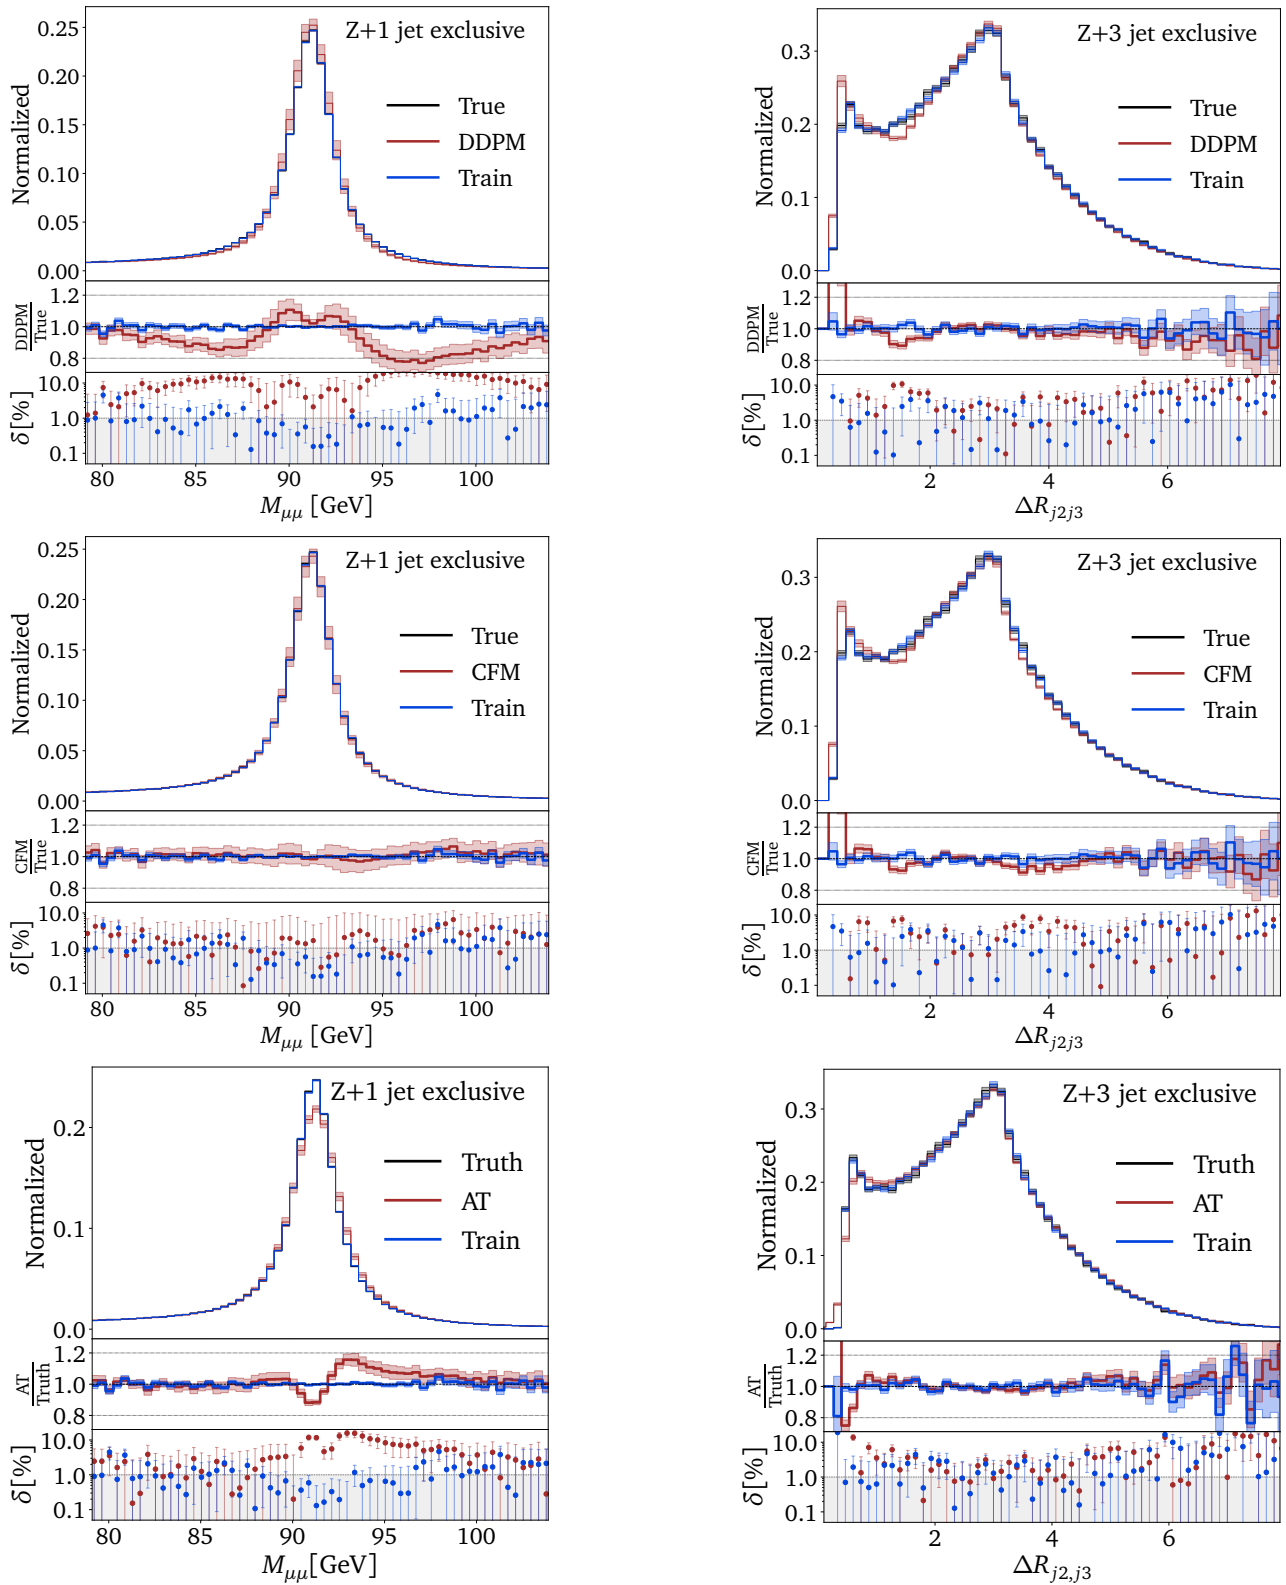 Z+1 jet exclusive
Normalized
0.25
0.20
0.15
0.10
0.05
0.00
True
DDPM
Train
DDPM
True
1.2
1.0
0.8
δ[%]
10.0
1.0
0.1
80 85 90 95 100
Mμμ [GeV]
Z+3 jet exclusive
Normalized
0.3
0.2
0.1
0.0
True
DDPM
Train
DDPM
True
1.2
1.0
0.8
δ[%]
10.0
1.0
0.1
2 4 6
ΔRj2j3
Z+1 jet exclusive
Normalized
0.25
0.20
0.15
0.10
0.05
0.00
True
CFM
Train
CFM
True
1.2
1.0
0.8
δ[%]
10.0
1.0
0.1
80 85 90 95 100
Mμμ [GeV]
Z+3 jet exclusive
Normalized
0.3
0.2
0.1
0.0
True
CFM
Train
CFM
True
1.2
1.0
0.8
δ[%]
10.0
1.0
0.1
2 4 6
ΔRj2j3
Z+1 jet exclusive
Normalized
0.2
0.1
0.0
Truth
AT
Train
AT
Truth
1.2
1.0
0.8
δ[%]
10.0
1.0
0.1
80 85 90 95 100
Mμμ[GeV]
Z+3 jet exclusive
Normalized
0.3
0.2
0.1
0.0
Truth
AT
Train
AT
Truth
1.2
1.0
0.8
δ[%]
10.0
1.0
0.1
2 4 6
ΔRj2,j3